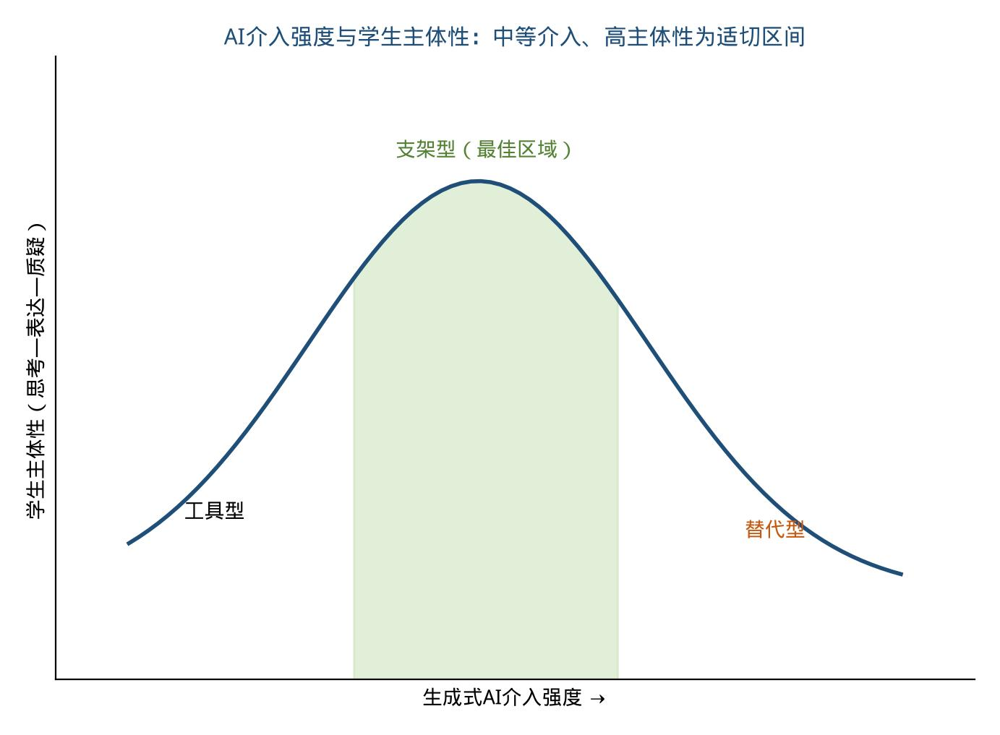 AI介入强度与学生主体性：中等介入、高主体性为适切区间
支架型（最佳区域）
学生主体性（思考—表达—质疑）
工具型
替代型
生成式AI介入强度 →